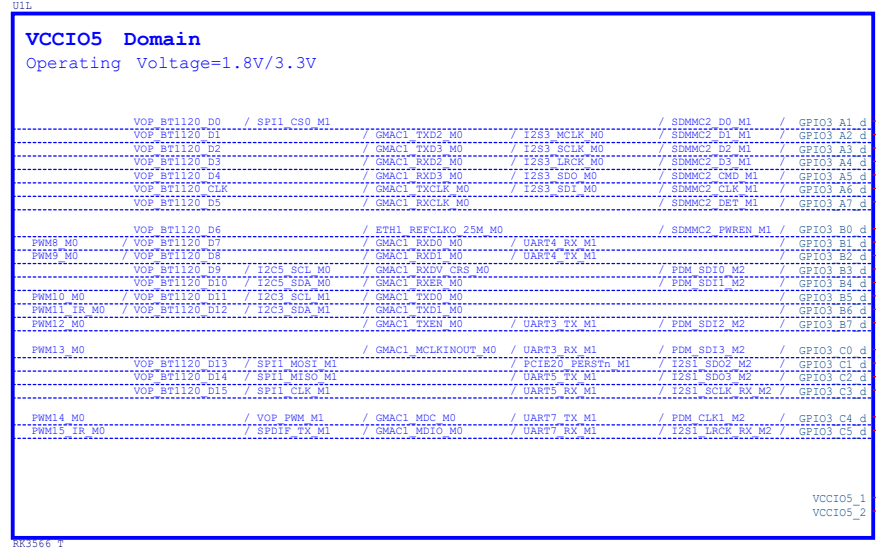 U1L
VCCIO5 Domain
Operating Voltage=1.8V/3.3V
VOP_BT1120_D0 / SPI1_CS0_M1 / SDMMC2_D0_M1 / GPIO3_A1_d
VOP_BT1120_D1 / GMAC1_TXD2_M0 / I2S3_MCLK_M0 / SDMMC2_D1_M1 / GPIO3_A2_d
VOP_BT1120_D2 / GMAC1_TXD3_M0 / I2S3_SCLK_M0 / SDMMC2_D2_M1 / GPIO3_A3_d
VOP_BT1120_D3 / GMAC1_RXD2_M0 / I2S3_LRCK_M0 / SDMMC2_D3_M1 / GPIO3_A4_d
VOP_BT1120_D4 / GMAC1_RXD3_M0 / I2S3_SDO_M0 / SDMMC2_CMD_M1 / GPIO3_A5_d
VOP_BT1120_CLK / GMAC1_TXCLK_M0 / I2S3_SDI_M0 / SDMMC2_CLK_M1 / GPIO3_A6_d
VOP_BT1120_D5 / GMAC1_RXCLK_M0 / SDMMC2_DET_M1 / GPIO3_A7_d
VOP_BT1120_D6 / ETH1_REFCLKO_25M_M0 / SDMMC2_PWREN_M1 / GPIO3_B0_d
PWM8_M0 / VOP_BT1120_D7 / GMAC1_RXD0_M0 / UART4_RX_M1 / GPIO3_B1_d
PWM9_M0 / VOP_BT1120_D8 / GMAC1_RXD1_M0 / UART4_TX_M1 / GPIO3_B2_d
VOP_BT1120_D9 / I2C5_SCL_M0 / GMAC1_RXDV_CRS_M0 / PDM_SDI0_M2 / GPIO3_B3_d
VOP_BT1120_D10 / I2C5_SDA_M0 / GMAC1_RXER_M0 / PDM_SDI1_M2 / GPIO3_B4_d
PWM10_M0 / VOP_BT1120_D11 / I2C3_SCL_M1 / GMAC1_TXD0_M0 / GPIO3_B5_d
PWM11_IR_M0 / VOP_BT1120_D12 / I2C3_SDA_M1 / GMAC1_TXD1_M0 / GPIO3_B6_d
PWM12_M0 / GMAC1_TXEN_M0 / UART3_TX_M1 / PDM_SDI2_M2 / GPIO3_B7_d
PWM13_M0 / GMAC1_MCLKINOUT_M0 / UART3_RX_M1 / PDM_SDI3_M2 / GPIO3_C0_d
VOP_BT1120_D13 / SPI1_MOSI_M1 / PCIE20_PERSTn_M1 / I2S1_SDO2_M2 / GPIO3_C1_d
VOP_BT1120_D14 / SPI1_MISO_M1 / UART5_TX_M1 / I2S1_SDO3_M2 / GPIO3_C2_d
VOP_BT1120_D15 / SPI1_CLK_M1 / UART5_RX_M1 / I2S1_SCLK_RX_M2 / GPIO3_C3_d
PWM14_M0 / VOP_PWM_M1 / GMAC1_MDC_M0 / UART7_TX_M1 / PDM_CLK1_M2 / GPIO3_C4_d
PWM15_IR_M0 / SPDIF_TX_M1 / GMAC1_MDIO_M0 / UART7_RX_M1 / I2S1_LRCK_RX_M2 / GPIO3_C5_d
VCCIO5_1
VCCIO5_2
RK3566_T